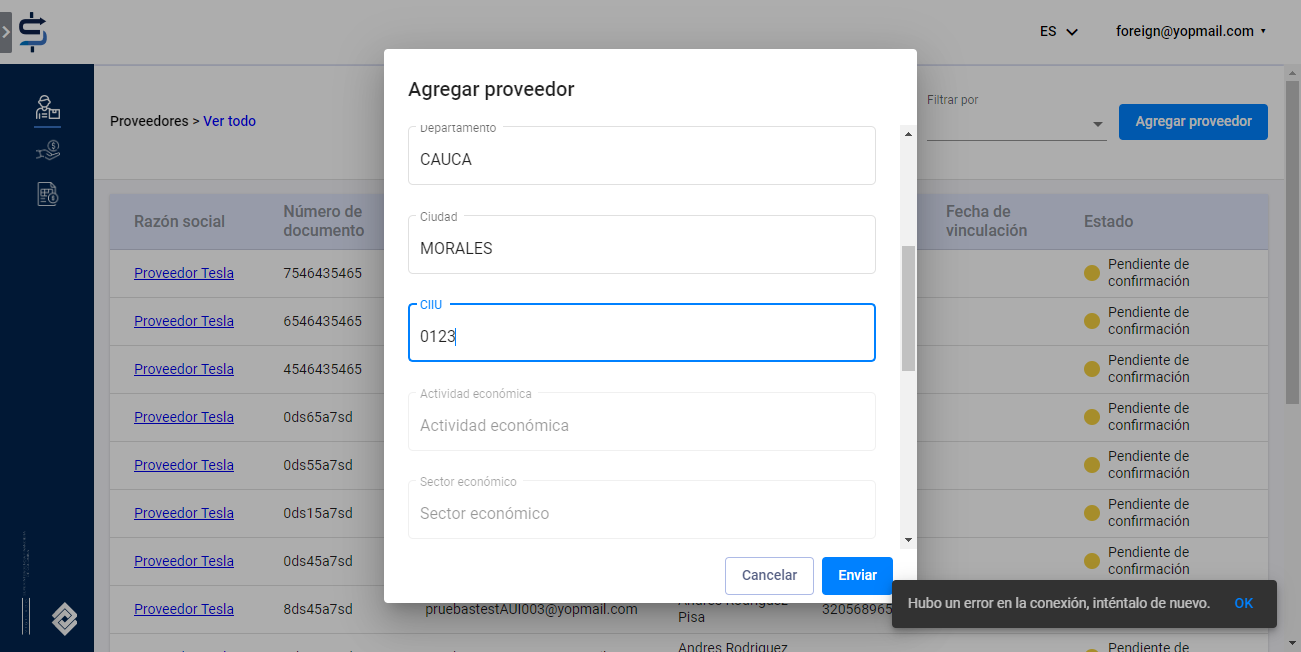 ES
foreign@yopmail.com
Agregar proveedor
Proveedores > Ver todo
Filtrar por
Agregar proveedor
Departamento
CAUCA
Ciudad
MORALES
CIIU
0123
Actividad económica
Actividad económica
Sector económico
Sector económico
Cancelar
Enviar
Razón social
Número de
documento
Fecha de
vinculación
Estado
Proveedor Tesla
7546435465
Pendiente de
confirmación
Proveedor Tesla
6546435465
Pendiente de
confirmación
Proveedor Tesla
4546435465
Pendiente de
confirmación
Proveedor Tesla
0ds65a7sd
Pendiente de
confirmación
Proveedor Tesla
0ds55a7sd
Pendiente de
confirmación
Proveedor Tesla
0ds15a7sd
Pendiente de
confirmación
Proveedor Tesla
0ds45a7sd
Pendiente de
confirmación
Proveedor Tesla
8ds45a7sd
pruebastestAUI003@yopmail.com
Andres Rodriguez
Pisa
320568965
Andres Rodriguez
Pendiente de
Hubo un error en la conexión, inténtalo de nuevo.
OK